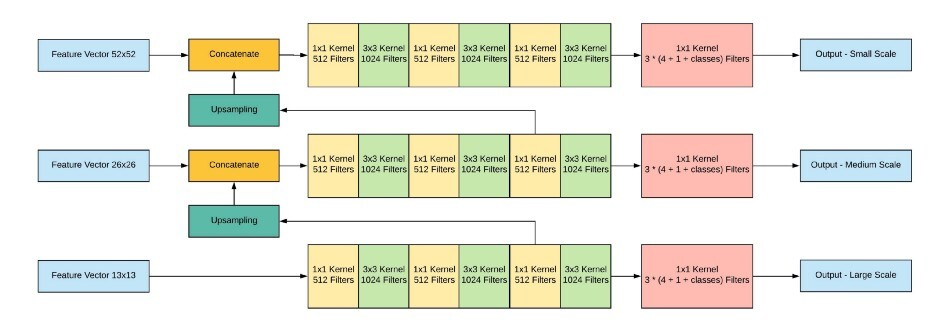 Feature Vector 52x52
Concatenate
1x1 Kernel
512 Filters
3x3 Kernel
1024 Filters
1x1 Kernel
512 Filters
3x3 Kernel
1024 Filters
1x1 Kernel
512 Filters
3x3 Kernel
1024 Filters
1x1 Kernel
3 * (4 + 1 + classes) Filters
Output - Small Scale
Upsampling
Feature Vector 26x26
Concatenate
1x1 Kernel
512 Filters
3x3 Kernel
1024 Filters
1x1 Kernel
512 Filters
3x3 Kernel
1024 Filters
1x1 Kernel
512 Filters
3x3 Kernel
1024 Filters
1x1 Kernel
3 * (4 + 1 + classes) Filters
Output - Medium Scale
Upsampling
Feature Vector 13x13
1x1 Kernel
512 Filters
3x3 Kernel
1024 Filters
1x1 Kernel
512 Filters
3x3 Kernel
1024 Filters
1x1 Kernel
512 Filters
3x3 Kernel
1024 Filters
1x1 Kernel
3 * (4 + 1 + classes) Filters
Output - Large Scale